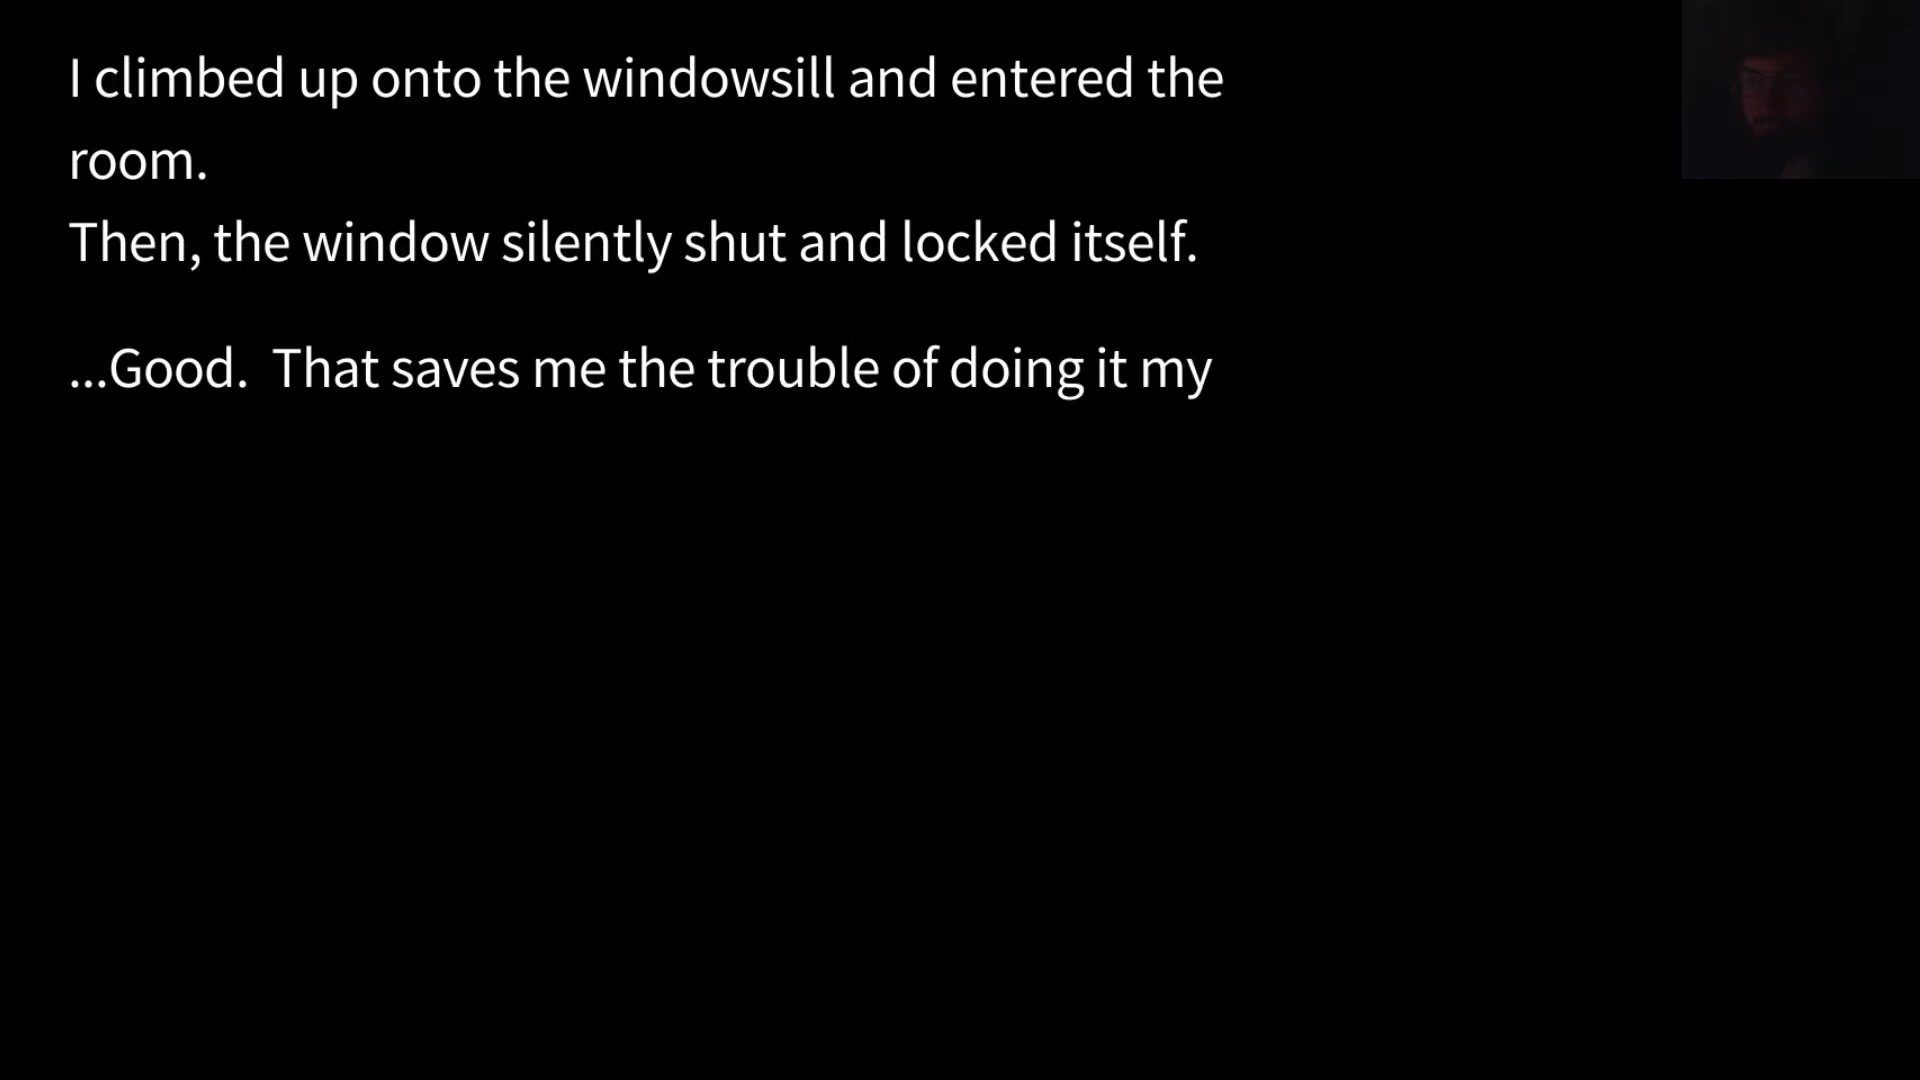 I climbed up onto the windowsill and entered the
room.
Then, the window silently shut and locked itself.
...Good.  That saves me the trouble of doing it my